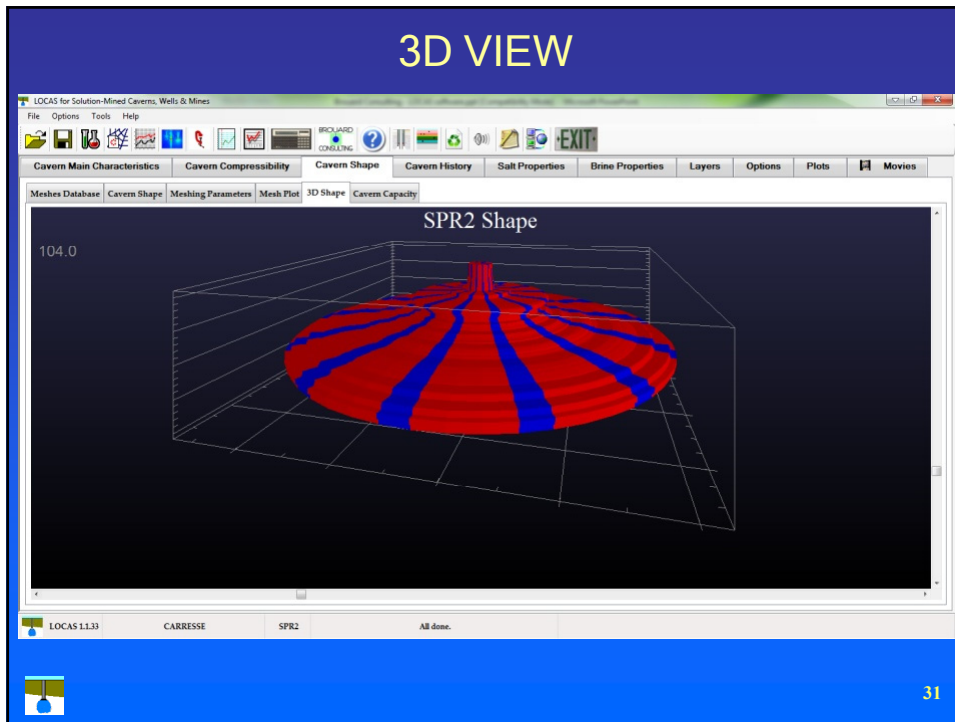 3D VIEW
LOCAS for Solution-Mined Caverns, Wells & Mines
File Options Tools Help
BROUARD CONSULTING
EXIT
Cavern Main Characteristics Cavern Compressibility Cavern Shape Cavern History Salt Properties Brine Properties Layers Options Plots Movies
Meshes Database Cavern Shape Meshing Parameters Mesh Plot 3D Shape Cavern Capacity
SPR2 Shape
104.0
LOCAS 1.1.33 CARRESSE SPR2 All done.
31